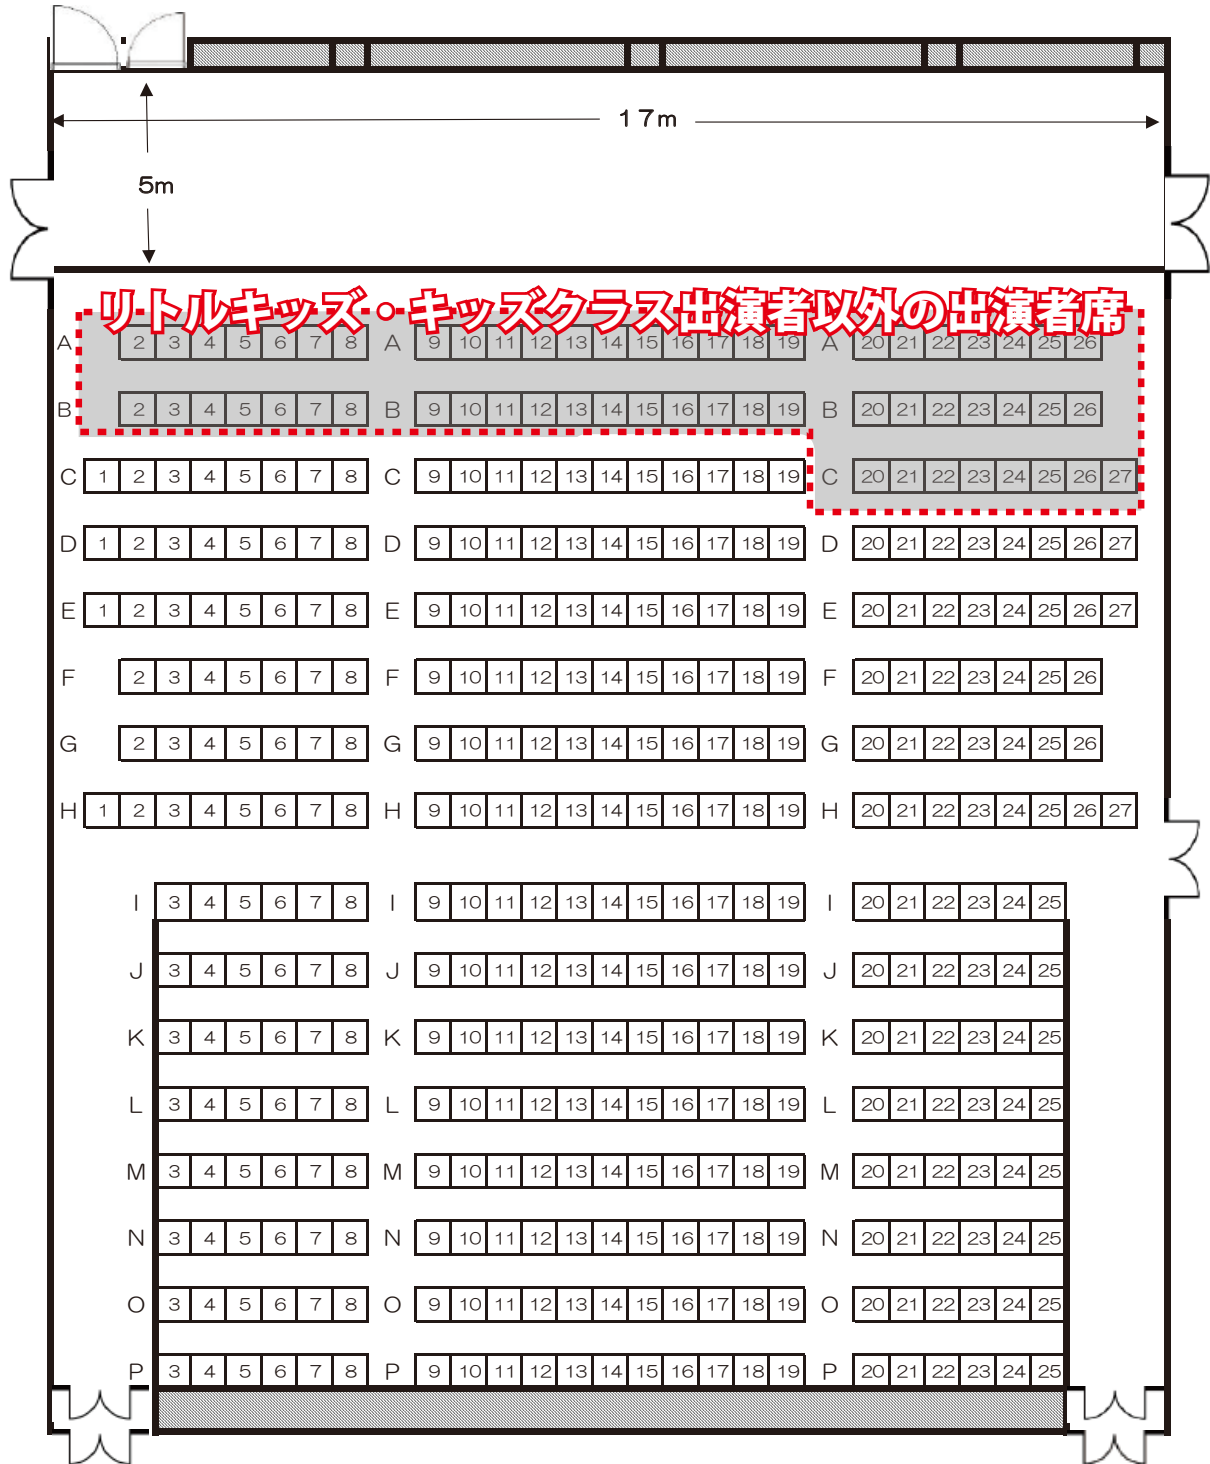 17m
5m
リトルキッズ・キッズクラス出演者以外の出演者席
A 2 3 4 5 6 7 8 A 9 10 11 12 13 14 15 16 17 18 19 A 20 21 22 23 24 25 26
B 2 3 4 5 6 7 8 B 9 10 11 12 13 14 15 16 17 18 19 B 20 21 22 23 24 25 26
C 1 2 3 4 5 6 7 8 C 9 10 11 12 13 14 15 16 17 18 19 C 20 21 22 23 24 25 26 27
D 1 2 3 4 5 6 7 8 D 9 10 11 12 13 14 15 16 17 18 19 D 20 21 22 23 24 25 26 27
E 1 2 3 4 5 6 7 8 E 9 10 11 12 13 14 15 16 17 18 19 E 20 21 22 23 24 25 26 27
F 2 3 4 5 6 7 8 F 9 10 11 12 13 14 15 16 17 18 19 F 20 21 22 23 24 25 26
G 2 3 4 5 6 7 8 G 9 10 11 12 13 14 15 16 17 18 19 G 20 21 22 23 24 25 26
H 1 2 3 4 5 6 7 8 H 9 10 11 12 13 14 15 16 17 18 19 H 20 21 22 23 24 25 26 27
I 3 4 5 6 7 8 I 9 10 11 12 13 14 15 16 17 18 19 I 20 21 22 23 24 25
J 3 4 5 6 7 8 J 9 10 11 12 13 14 15 16 17 18 19 J 20 21 22 23 24 25
K 3 4 5 6 7 8 K 9 10 11 12 13 14 15 16 17 18 19 K 20 21 22 23 24 25
L 3 4 5 6 7 8 L 9 10 11 12 13 14 15 16 17 18 19 L 20 21 22 23 24 25
M 3 4 5 6 7 8 M 9 10 11 12 13 14 15 16 17 18 19 M 20 21 22 23 24 25
N 3 4 5 6 7 8 N 9 10 11 12 13 14 15 16 17 18 19 N 20 21 22 23 24 25
O 3 4 5 6 7 8 O 9 10 11 12 13 14 15 16 17 18 19 O 20 21 22 23 24 25
P 3 4 5 6 7 8 P 9 10 11 12 13 14 15 16 17 18 19 P 20 21 22 23 24 25